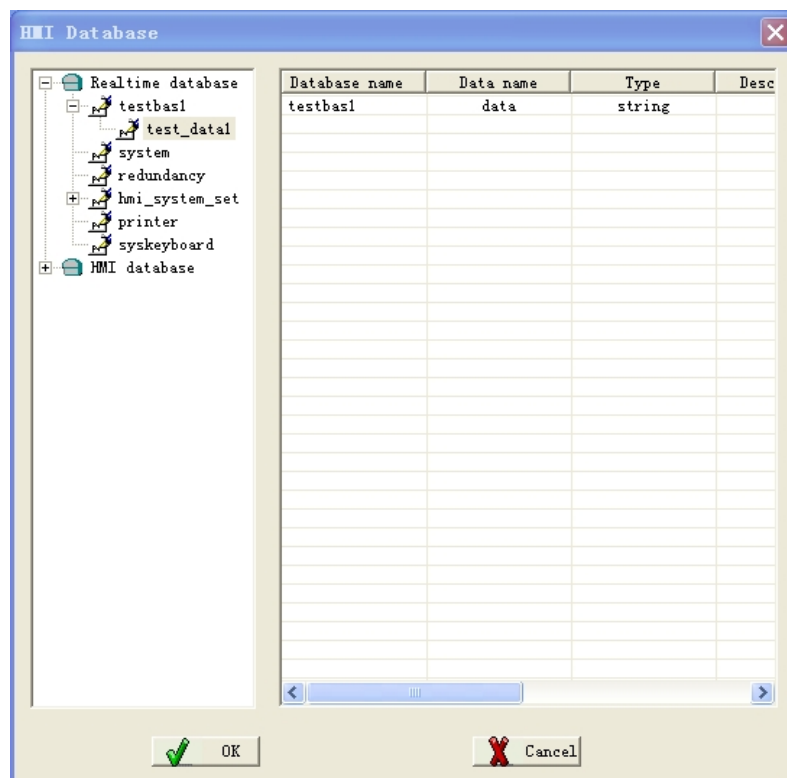 HMI Database
Realtime database
testbas1
test_data1
system
redundancy
hmi_system_set
printer
syskeyboard
HMI database
Database name Data name Type Desc
testbas1 data string
OK Cancel